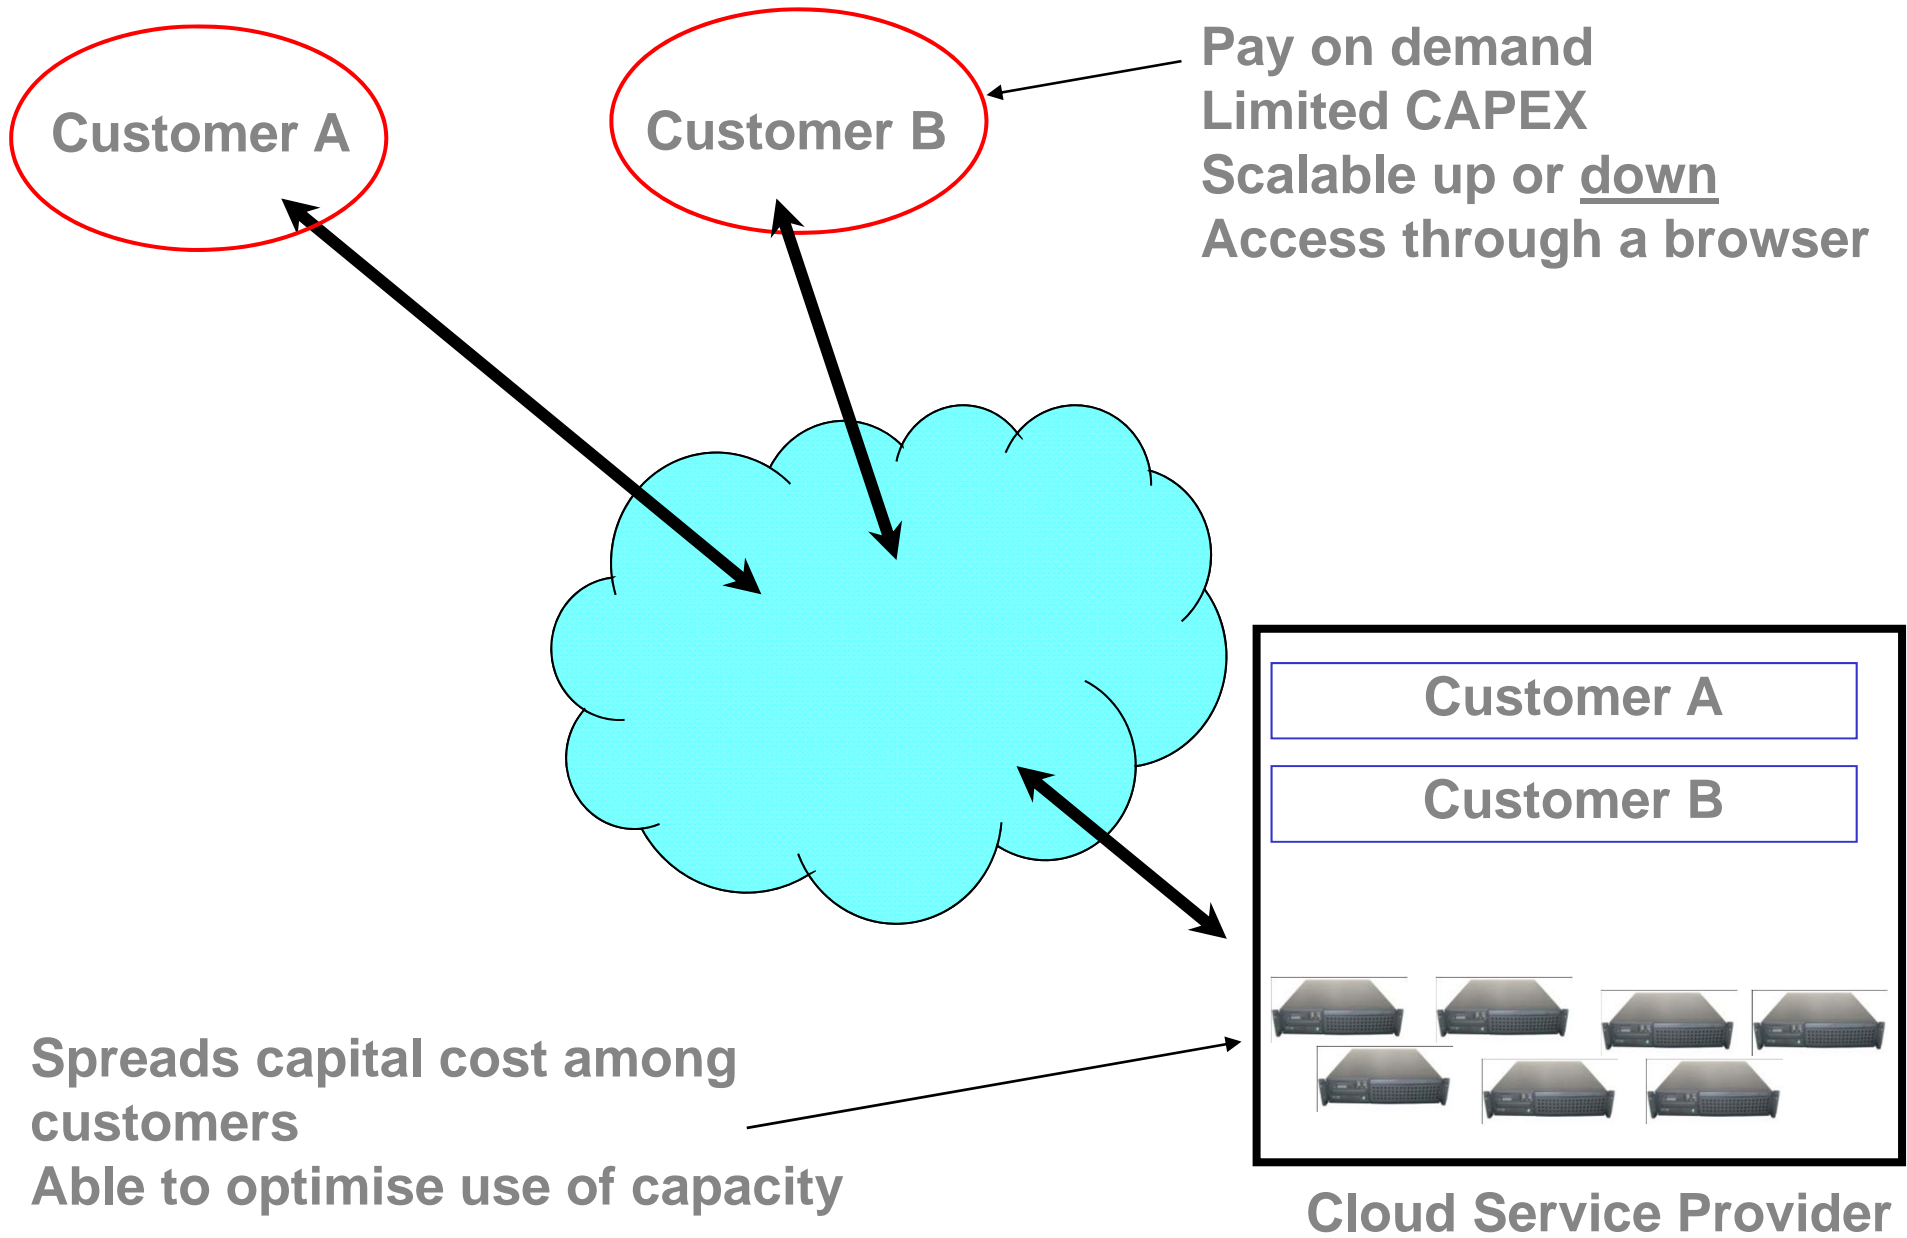 Customer A
Customer B
Pay on demand
Limited CAPEX
Scalable up or down
Access through a browser
Customer A
Customer B
Spreads capital cost among
customers
Able to optimise use of capacity
Cloud Service Provider